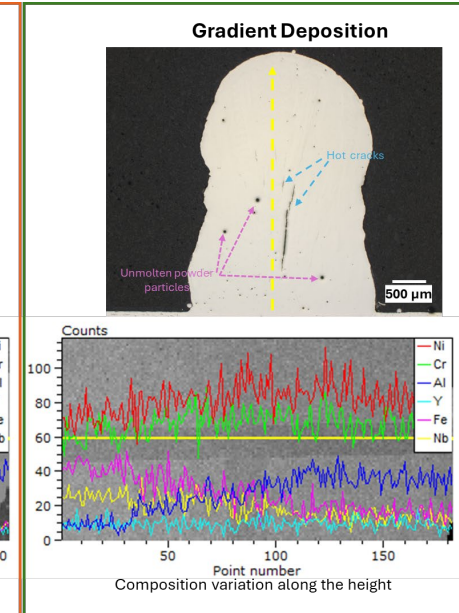 Gradient Deposition
Hot cracks
Unmolten powder
particles
500 µm
Counts
Ni
Cr
Al
Y
Fe
Nb
100
80
60
40
20
0
50
100
150
Point number
Composition variation along the height